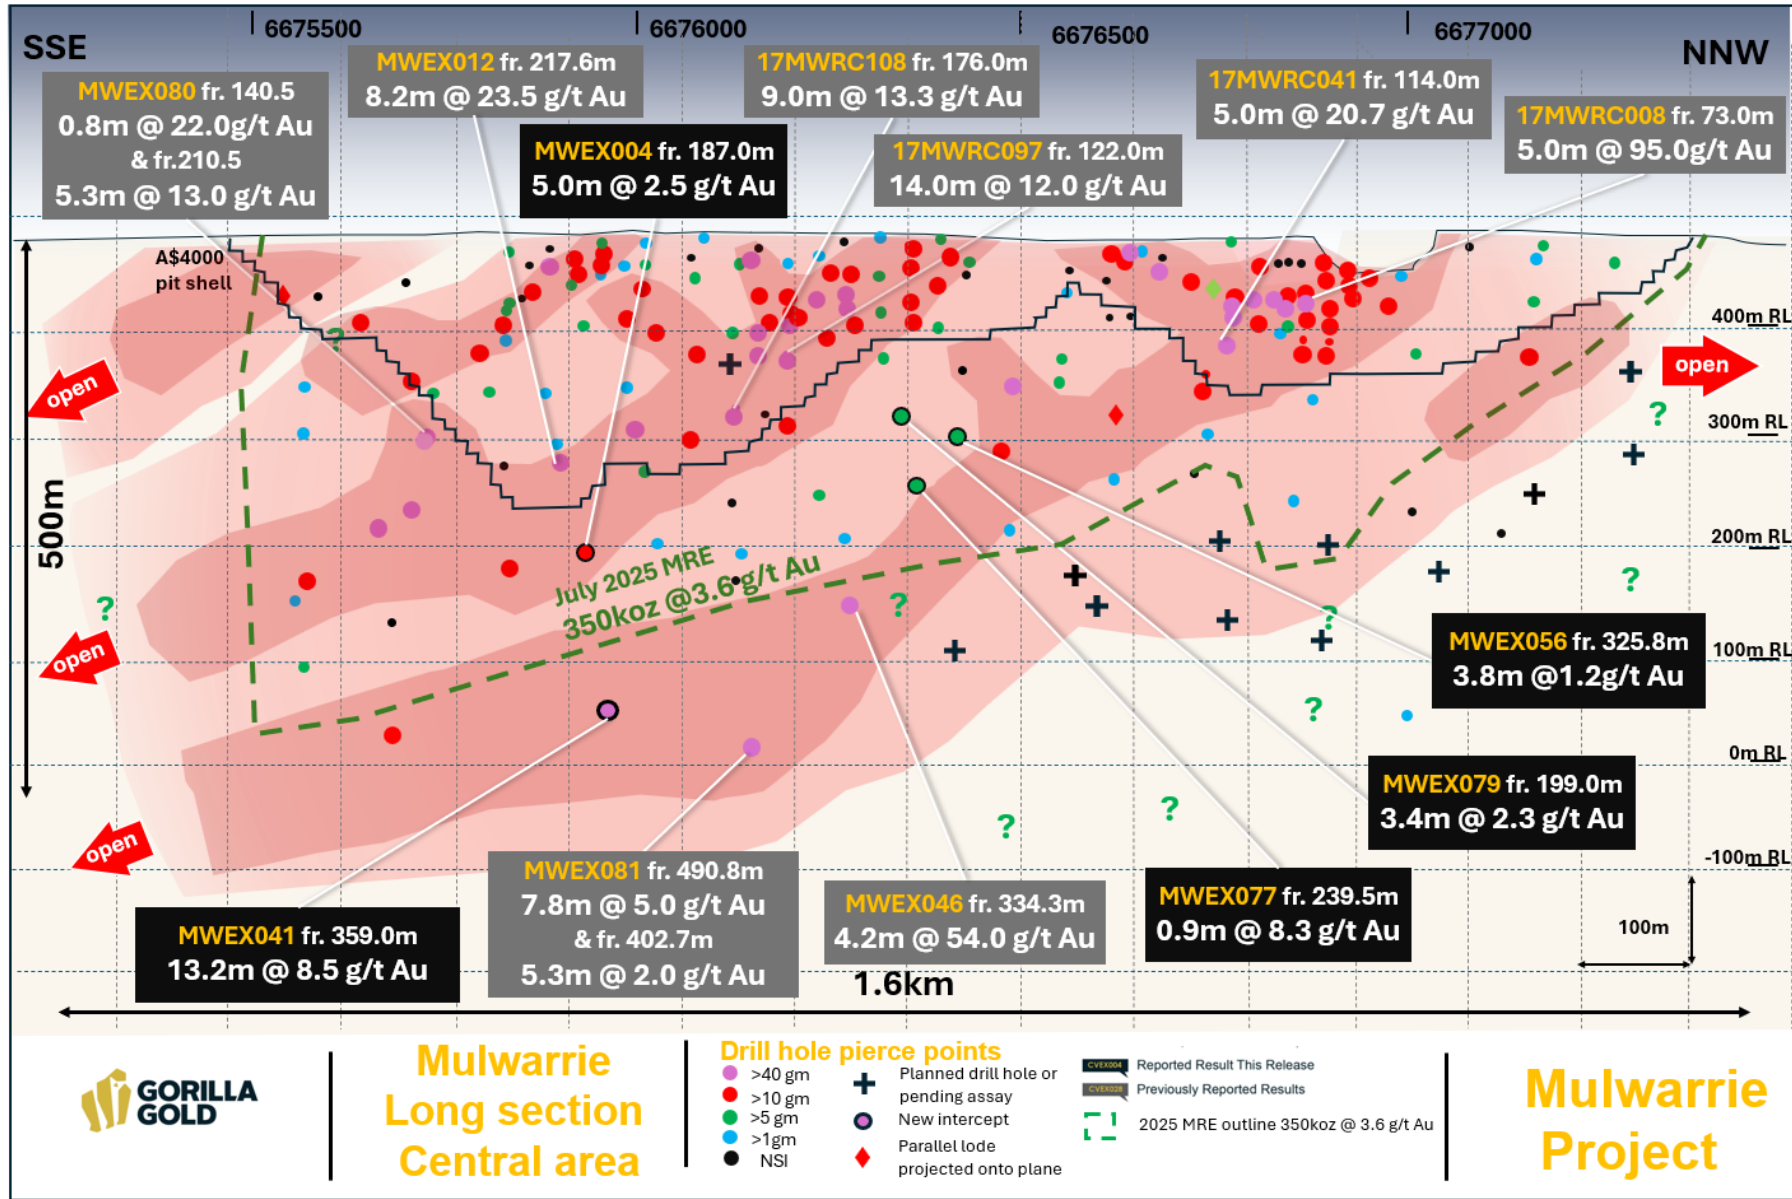 6675500
6676000
6676500
6677000
SSE
NNW
MWEX080 fr. 140.5
0.8m @ 22.0g/t Au
& fr.210.5
5.3m @ 13.0 g/t Au
MWEX012 fr. 217.6m
8.2m @ 23.5 g/t Au
MWEX004 fr. 187.0m
5.0m @ 2.5 g/t Au
17MWRC108 fr. 176.0m
9.0m @ 13.3 g/t Au
17MWRC097 fr. 122.0m
14.0m @ 12.0 g/t Au
17MWRC041 fr. 114.0m
5.0m @ 20.7 g/t Au
17MWRC008 fr. 73.0m
5.0m @ 95.0g/t Au
A$4000
pit shell
?
400m RL
open
open
?
300m RL
500m
200m RL
July 2025 MRE
350koz @3.6 g/t Au
?
?
?
?
open
100m RL
MWEX056 fr. 325.8m
3.8m @1.2g/t Au
?
0m RL
MWEX079 fr. 199.0m
3.4m @ 2.3 g/t Au
?
?
open
-100m RL
MWEX041 fr. 359.0m
13.2m @ 8.5 g/t Au
MWEX081 fr. 490.8m
7.8m @ 5.0 g/t Au
& fr. 402.7m
5.3m @ 2.0 g/t Au
MWEX046 fr. 334.3m
4.2m @ 54.0 g/t Au
MWEX077 fr. 239.5m
0.9m @ 8.3 g/t Au
100m
1.6km
GORILLA
GOLD
Mulwarrie
Long section
Central area
Drill hole pierce points
>40 gm
>10 gm
>5 gm
>1gm
NSI
Planned drill hole or
pending assay
New intercept
Parallel lode
projected onto plane
CVEX004
Reported Result This Release
CVEX028
Previously Reported Results
2025 MRE outline 350koz @ 3.6 g/t Au
Mulwarrie
Project